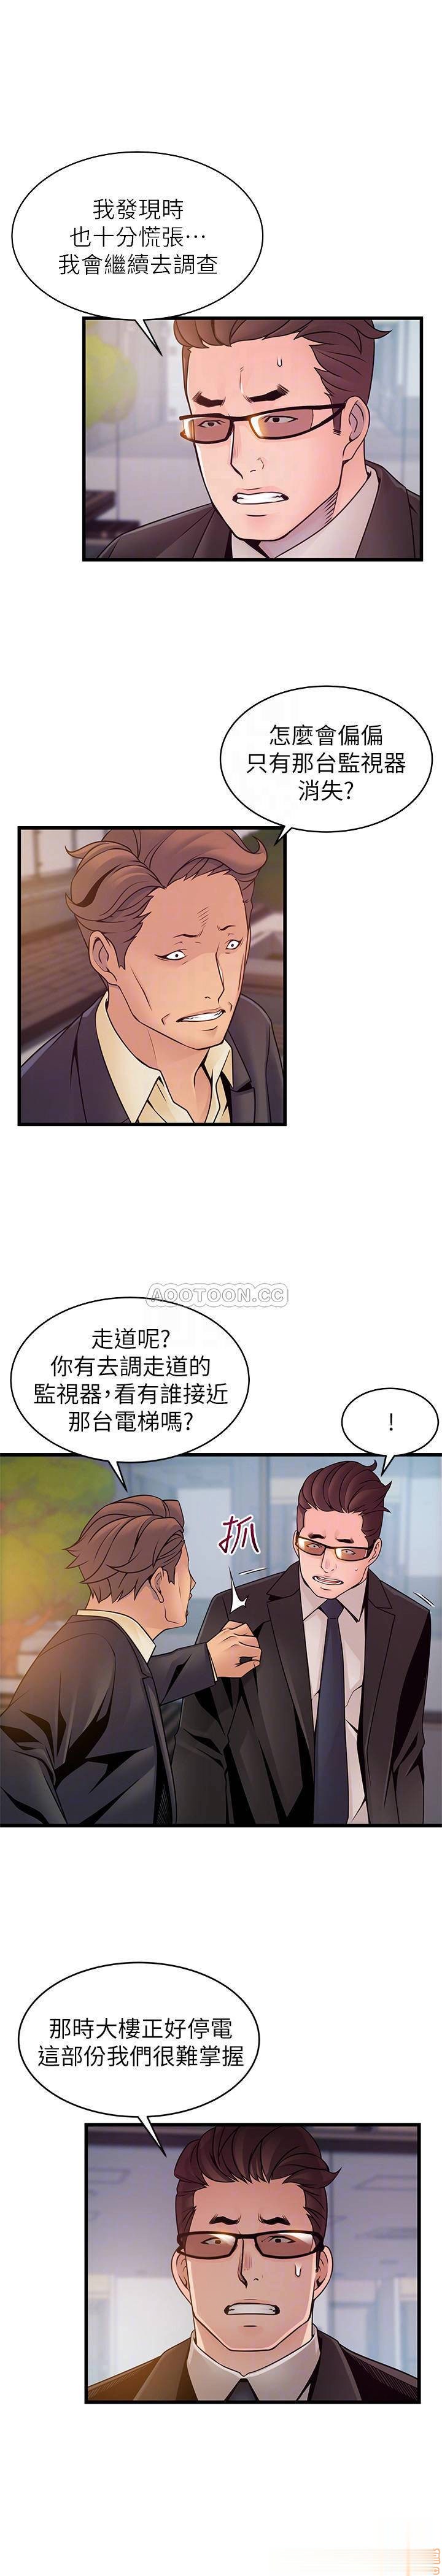 我發現時
也十分慌張…
我會繼續去調查
怎麼會偏偏
只有那台監視器
消失?
AOOTOON.CC
走道呢?
你有去調走道的
監視器,看有誰接近
那台電梯嗎?
!
抓
那時大樓正好停電
這部份我們很難掌握